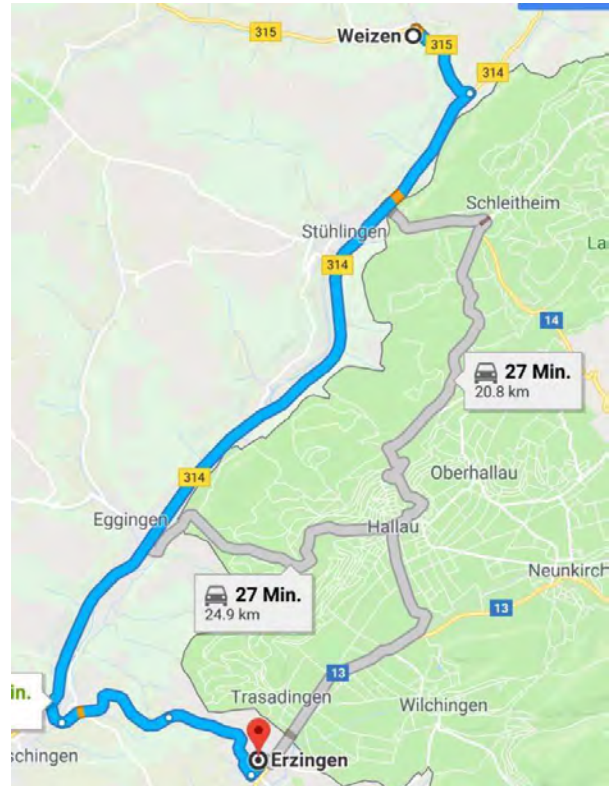 315
Weizen
315
314
Schleitheim
Stühlingen
La
314
14
27 Min.
20.8 km
314
Oberhallau
Eggingen
Hallau
Neunkirch
27 Min.
24.9 km
13
13
Trasadingen
in.
Wilchingen
schingen
Erzingen